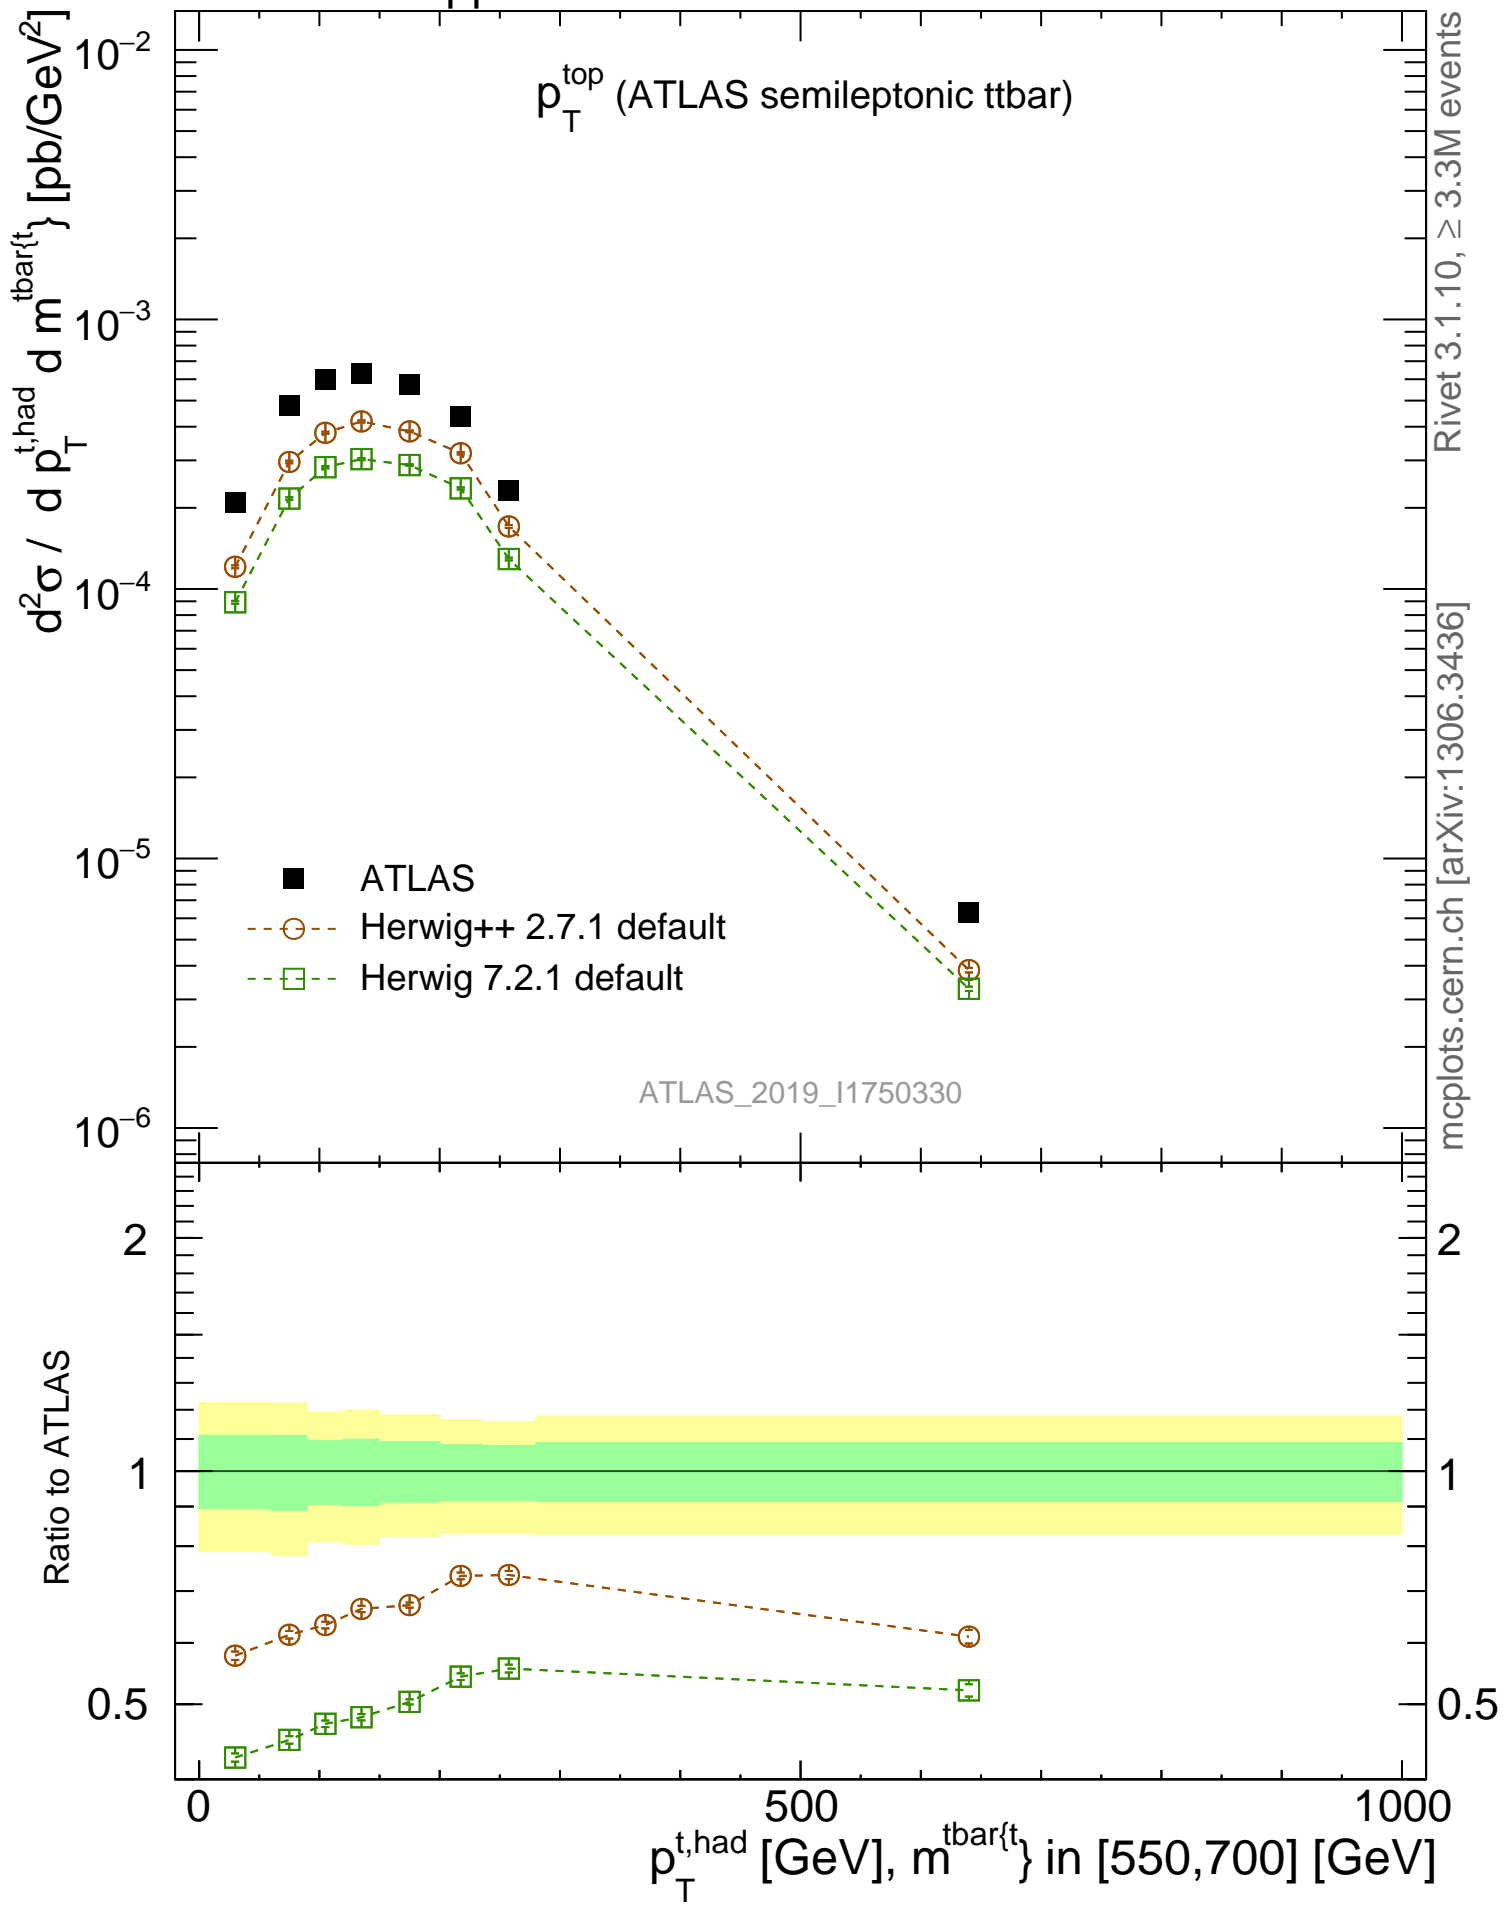 pp
p_T^top (ATLAS semileptonic ttbar)
d²σ / d p_T^t,had d m^tbar{t} [pb/GeV²]
10⁻²
10⁻³
10⁻⁴
10⁻⁵
10⁻⁶
ATLAS
Herwig++ 2.7.1 default
Herwig 7.2.1 default
ATLAS_2019_I1750330
Rivet 3.1.10, ≥ 3.3M events
mcplots.cern.ch [arXiv:1306.3436]
Ratio to ATLAS
2
1
0.5
2
1
0.5
0 500 1000
p_T^t,had [GeV], m^tbar{t} in [550,700] [GeV]